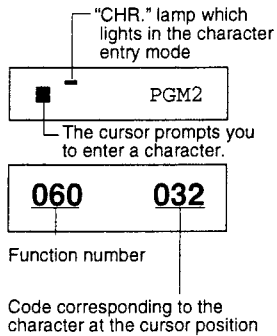 “CHR.” lamp which
lights in the character
entry mode
PGM2
The cursor prompts you
to enter a character.
060 032
Function number
Code corresponding to the
character at the cursor position